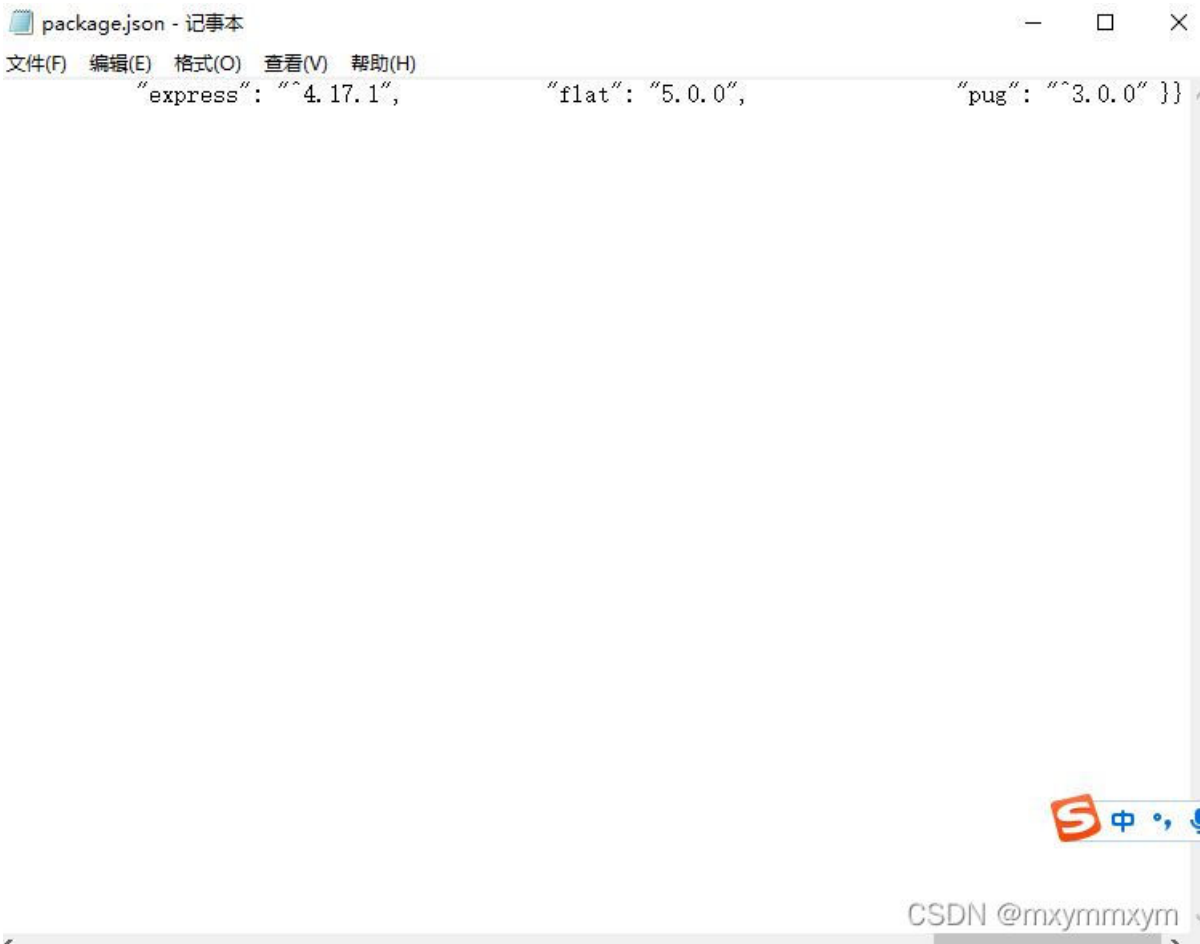 package.json - 记事本
文件(F) 编辑(E) 格式(O) 查看(V) 帮助(H)
"express": "^4.17.1", "flat": "5.0.0", "pug": "^3.0.0" }}
S 中 °,
CSDN @mxymmxym